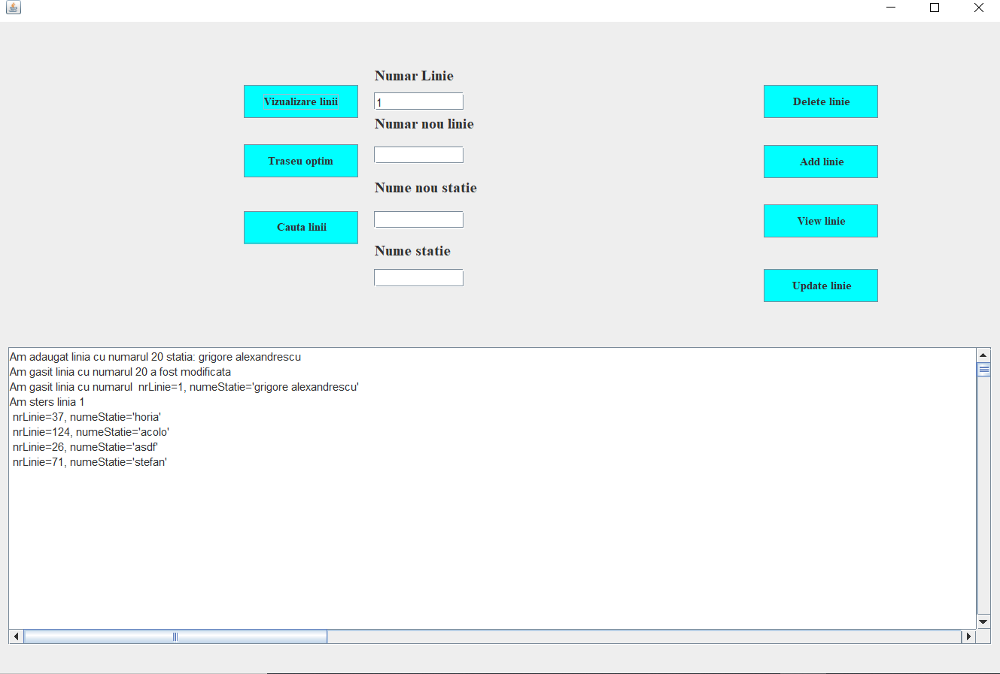 Numar Linie
Vizualizare linii
1
Delete linie
Numar nou linie
Traseu optim
Add linie
Nume nou statie
Cauta linii
View linie
Nume statie
Update linie
Am adaugat linia cu numarul 20 statia: grigore alexandrescu
Am gasit linia cu numarul 20 a fost modificata
Am gasit linia cu numarul  nrLinie=1, numeStatie='grigore alexandrescu'
Am sters linia 1
nrLinie=37, numeStatie='horia'
nrLinie=124, numeStatie='acolo'
nrLinie=26, numeStatie='asdf'
nrLinie=71, numeStatie='stefan'